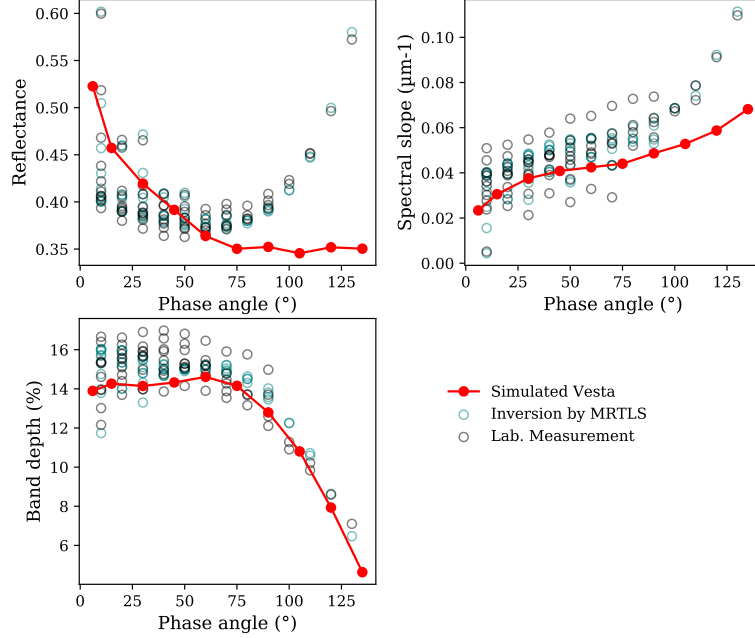 0.60
0.55
0.50
0.45
0.40
0.35
Reflectance
0 25 50 75 100 125
Phase angle (°)
0.10
0.08
0.06
0.04
0.02
0.00
Spectral slope (μm-1)
0 25 50 75 100 125
Phase angle (°)
16
14
12
10
8
6
Band depth (%)
0 25 50 75 100 125
Phase angle (°)
Simulated Vesta
Inversion by MRTLS
Lab. Measurement